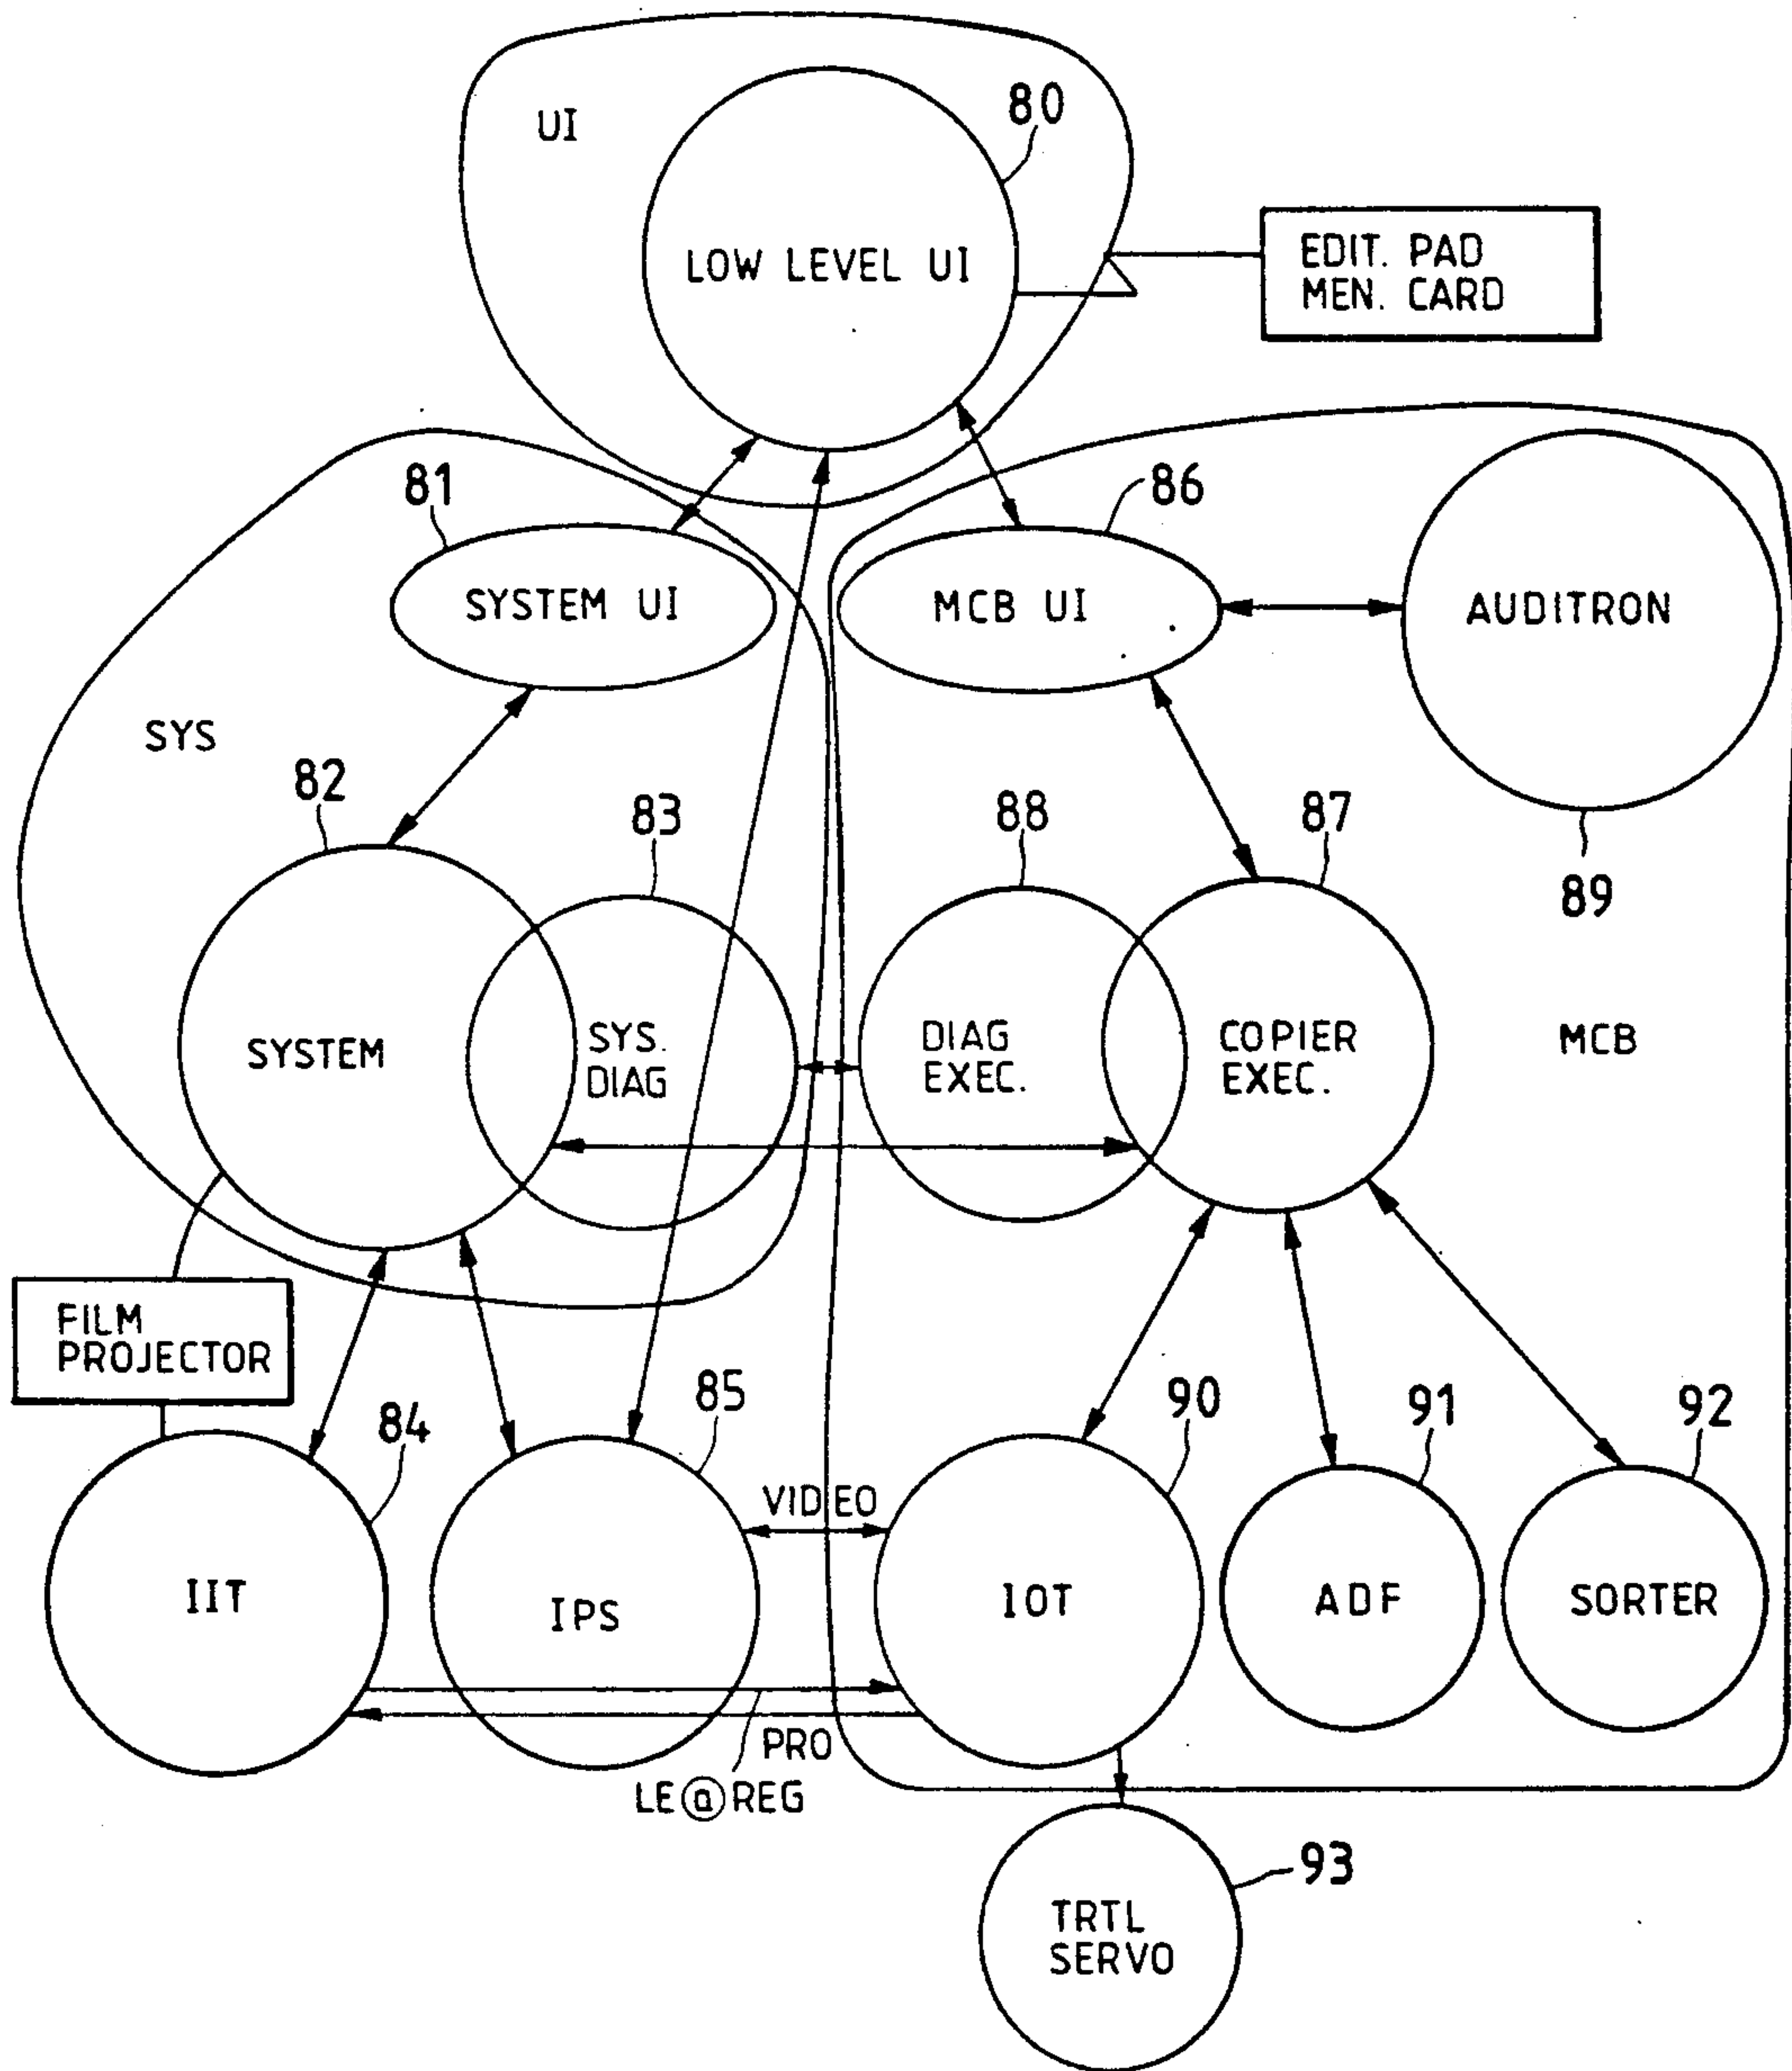 UI
80
LOW LEVEL UI
EDIT. PAD
MEN. CARD
81
86
SYSTEM UI
MCB UI
AUDITRON
SYS
82
83
88
87
89
SYSTEM
SYS.
DIAG
DIAG
EXEC.
COPIER
EXEC.
MCB
FILM
PROJECTOR
84
85
90
91
92
VIDEO
IIT
IPS
IOT
ADF
SORTER
PRO
LE@REG
93
TRTL
SERVO